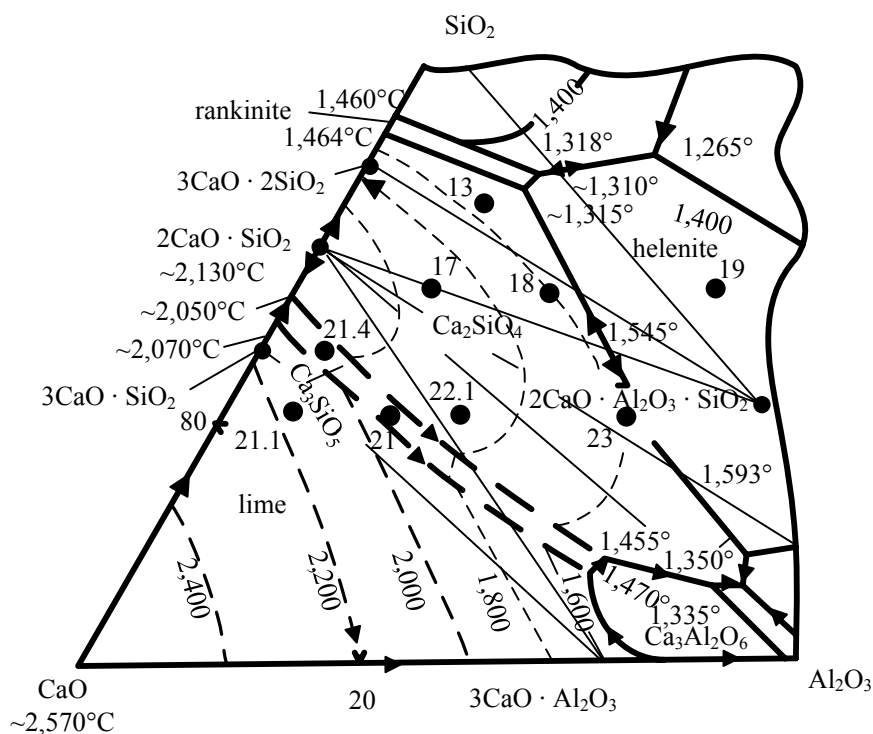 SiO₂
rankinite
1,460°C
1,400
1,464°C
1,318°
1,265°
3CaO · 2SiO₂
13
~1,310°
~1,315°
1,400
2CaO · SiO₂
helenite
~2,130°C
17
18
19
~2,050°C
21.4
Ca₂SiO₄
1,545°
~2,070°C
3CaO · SiO₂
Ca₃SiO₅
22.1
2CaO · Al₂O₃ · SiO₂
80
21.1
21
23
1,593°
lime
1,455°
1,350°
2,400
2,200
2,000
1,800
1,600
1,470°
1,335°
Ca₃Al₂O₆
CaO
~2,570°C
20
3CaO · Al₂O₃
Al₂O₃